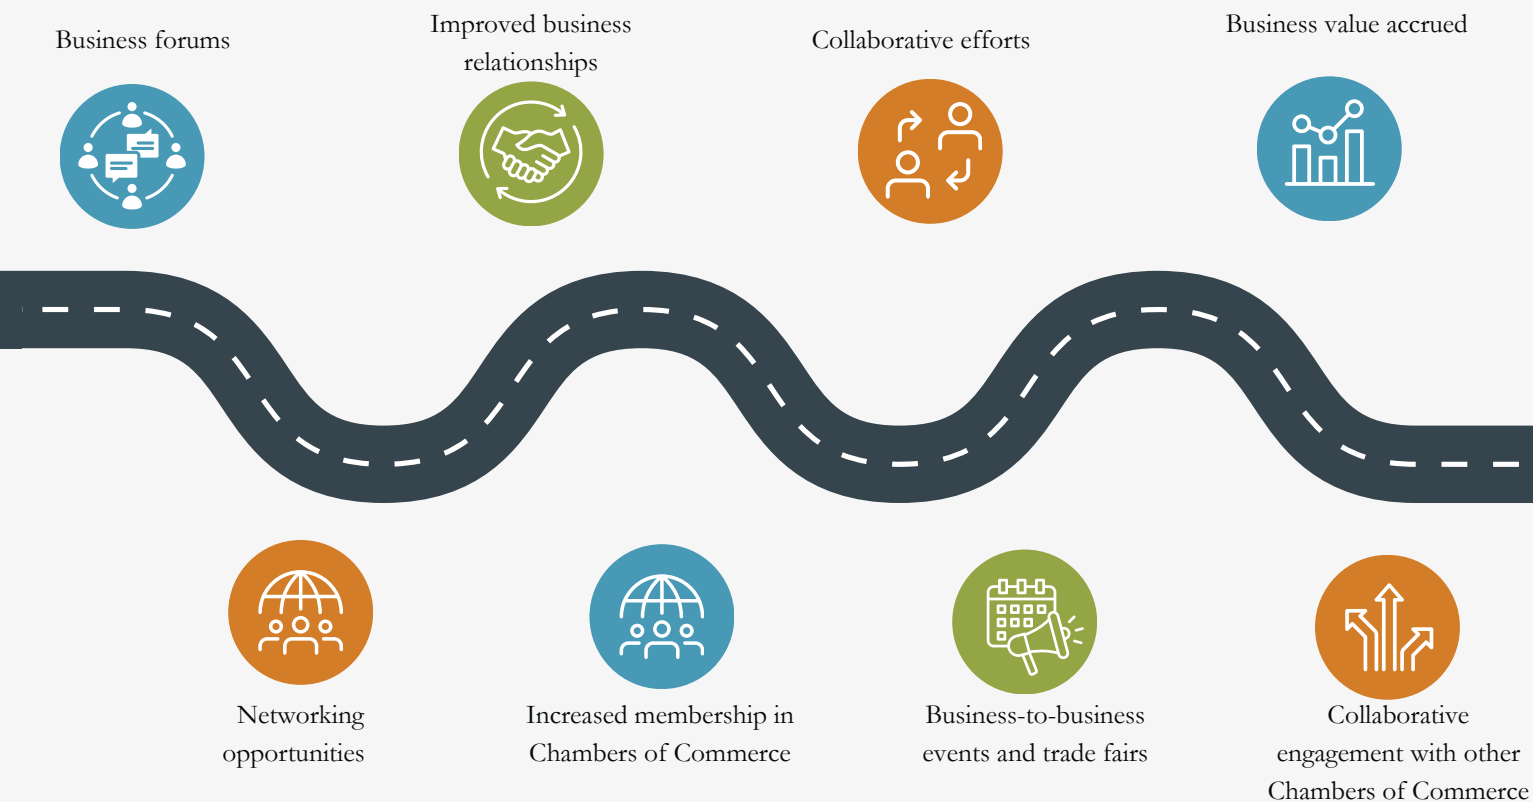 Business forums
Improved business
relationships
Collaborative efforts
Business value accrued
Networking
opportunities
Increased membership in
Chambers of Commerce
Business-to-business
events and trade fairs
Collaborative
engagement with other
Chambers of Commerce